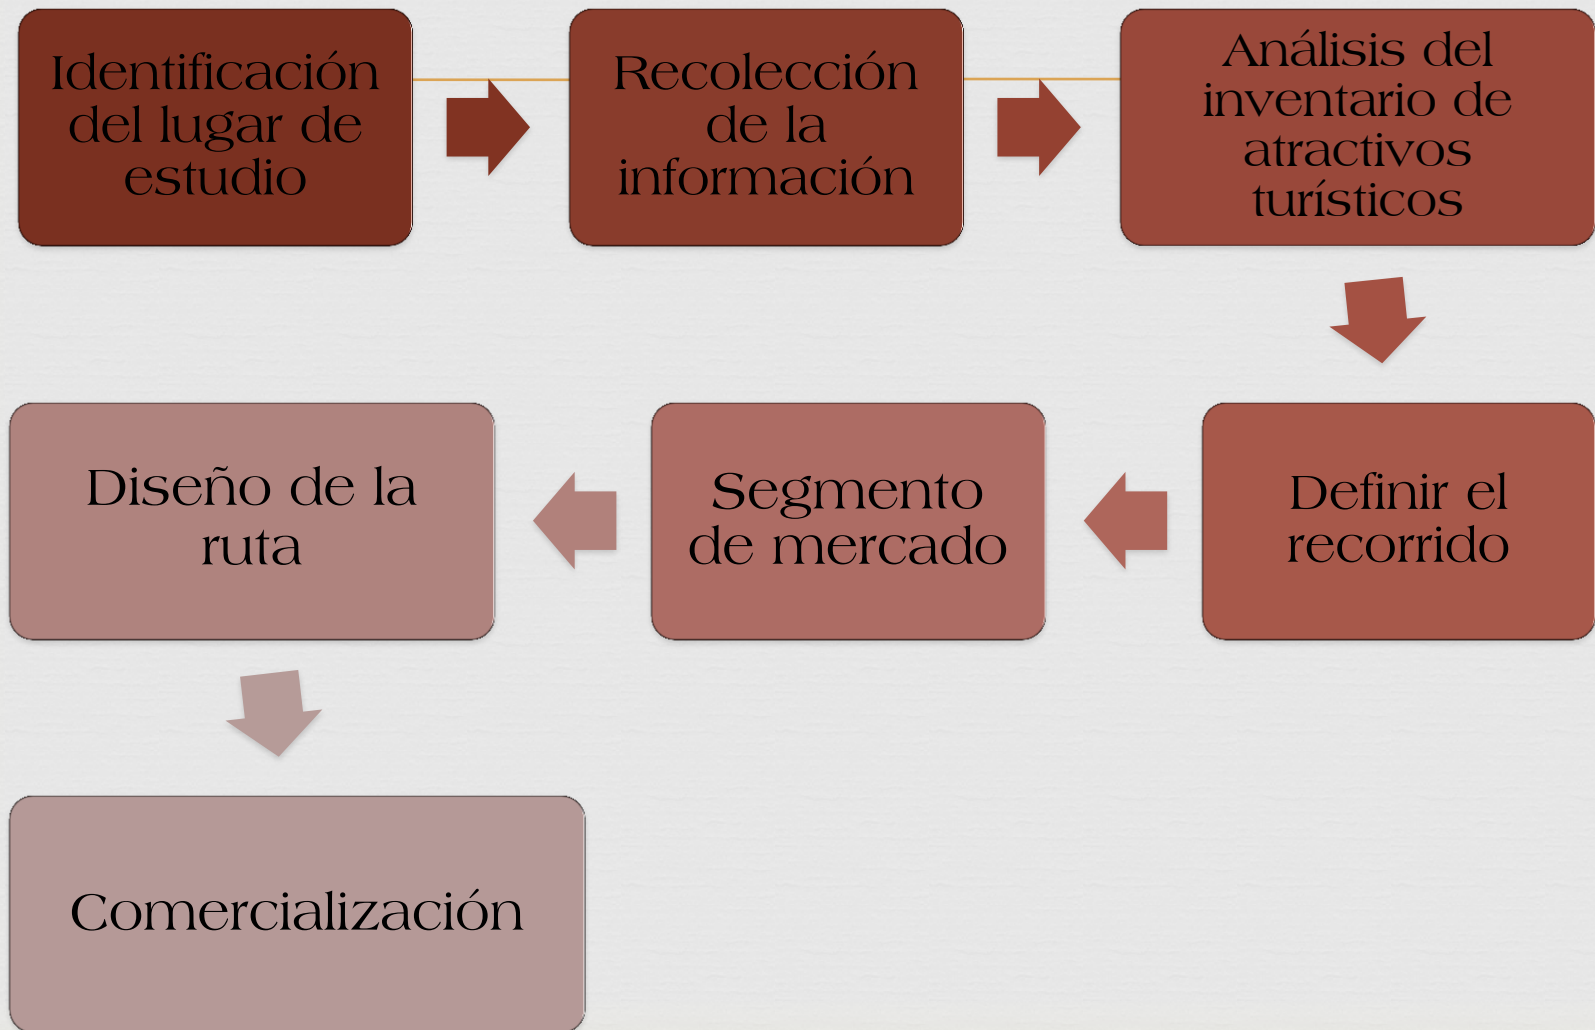 Identificación
del lugar de
estudio
Recolección
de la
información
Análisis del
inventario de
atractivos
turísticos
Definir el
recorrido
Segmento
de mercado
Diseño de la
ruta
Comercialización